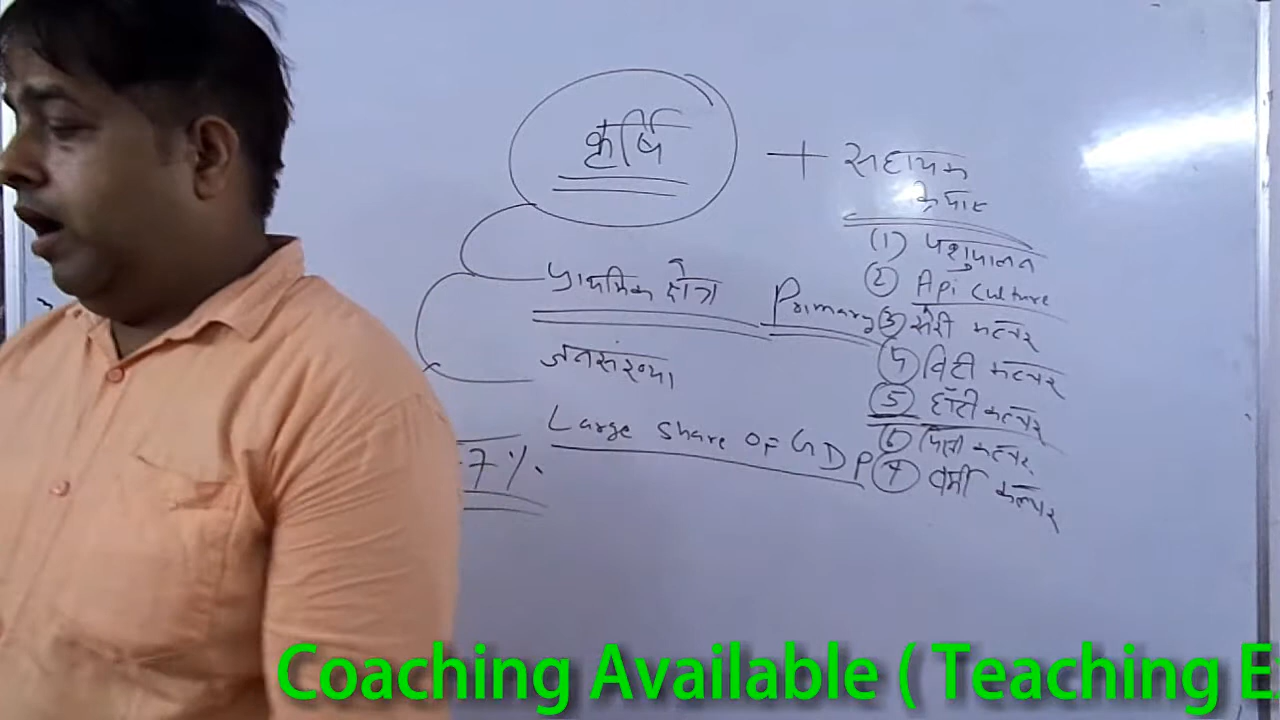 कृर्षि + सहायक
क्षेत्र
(1) पशुपालन
(2) Api Culture
प्राथमिक क्षेत्र Primary
(3) सेरी कल्चर
(4) विटी कल्चर
जनसंख्या
(5) हॉर्टी कल्चर
Large Share OF GDP
(6) कल्चर
7%
(7) वर्मी कल्चर
Coaching Available ( Teaching E